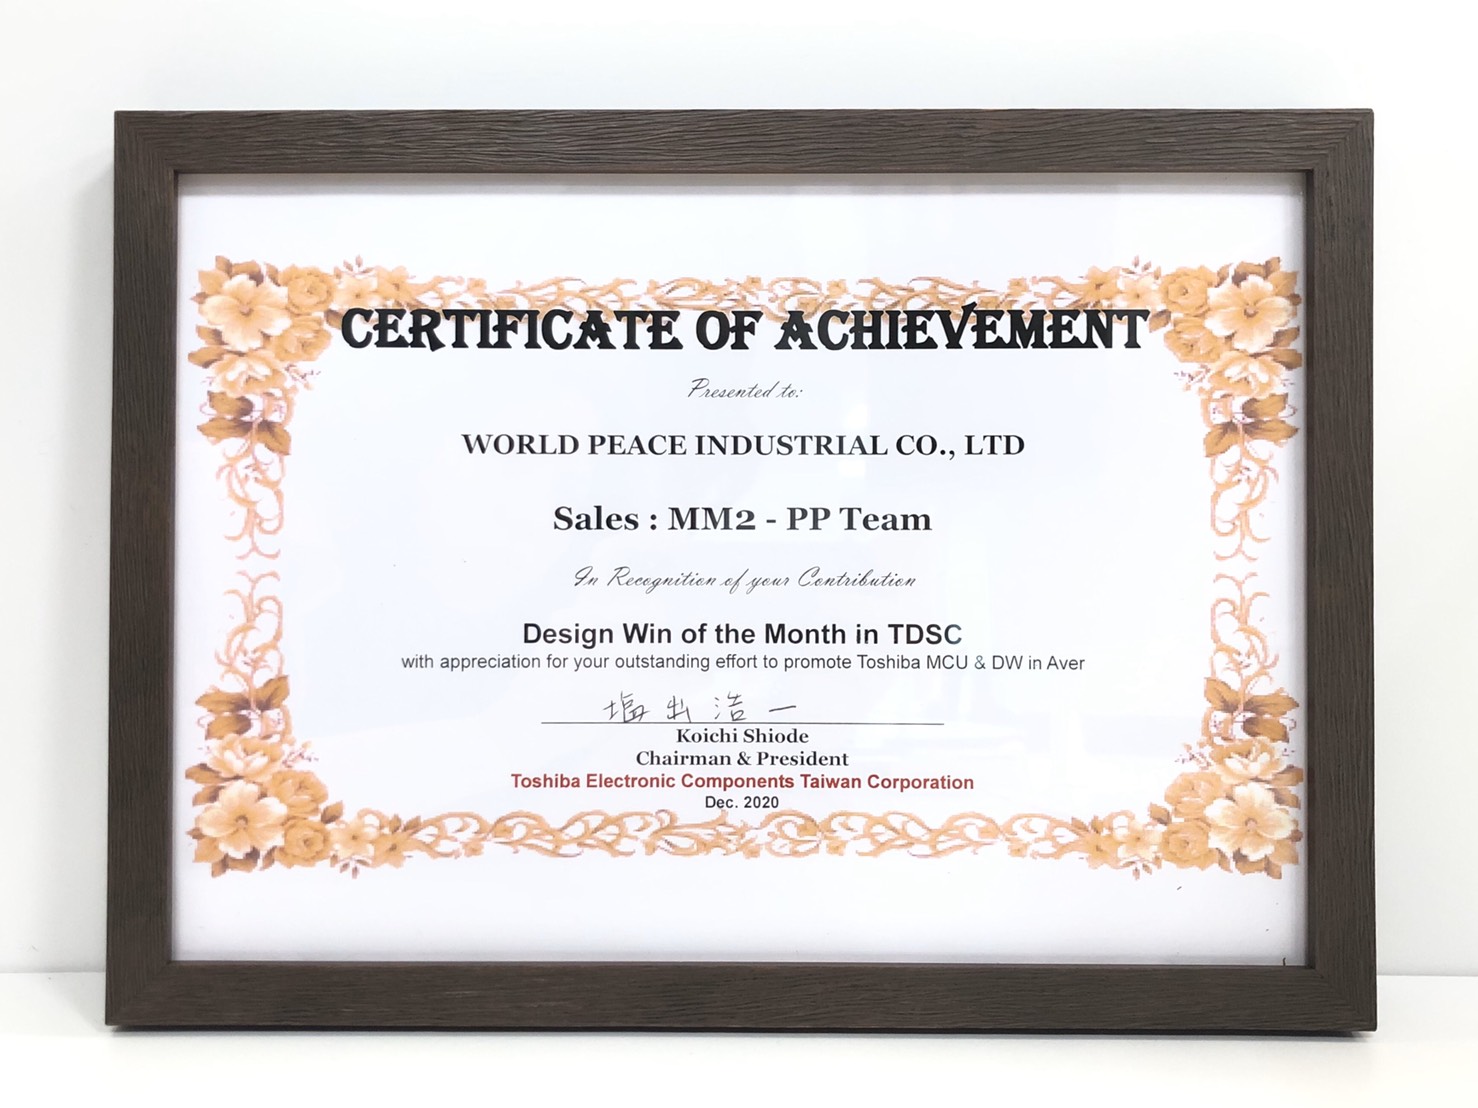 CERTIFICATE OF ACHIEVEMENT
Presented to:
WORLD PEACE INDUSTRIAL CO., LTD
Sales : MM2 - PP Team
In Recognition of your Contribution
Design Win of the Month in TDSC
with appreciation for your outstanding effort to promote Toshiba MCU & DW in Aver
塩出 浩一
Koichi Shiode
Chairman & President
Toshiba Electronic Components Taiwan Corporation
Dec. 2020